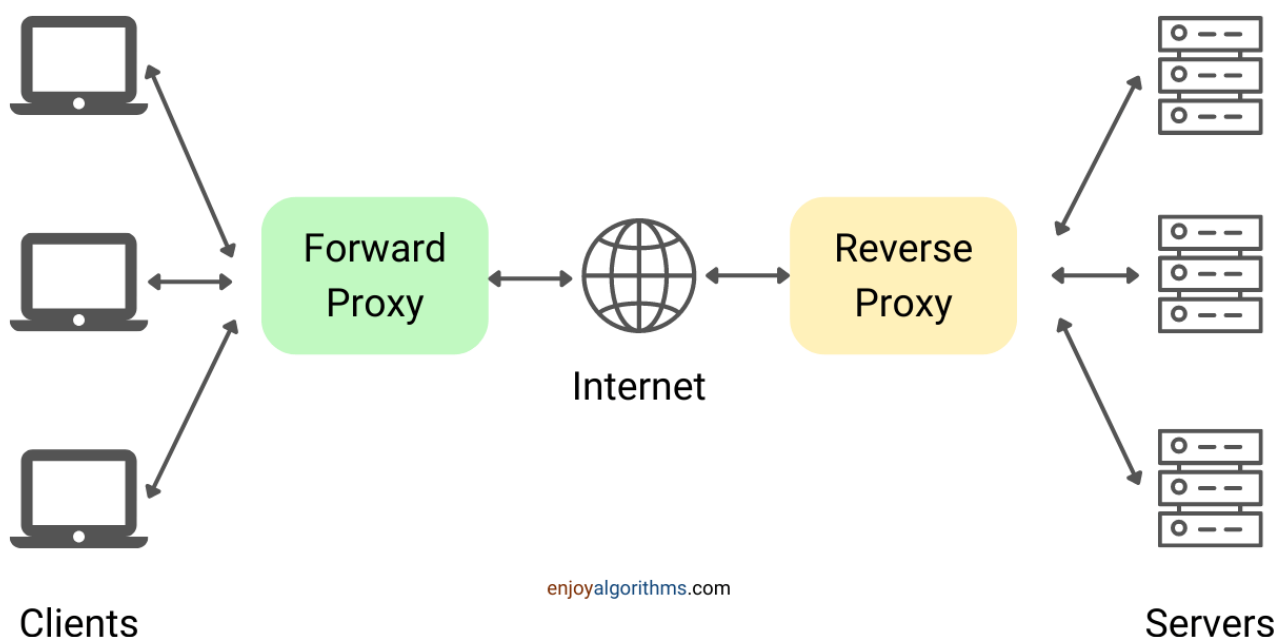 Forward
Proxy
Reverse
Proxy
Internet
enjoyalgorithms.com
Clients
Servers